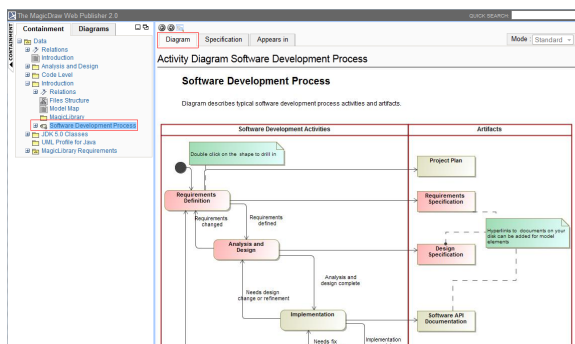 The MagicDraw Web Publisher 2.0
QUICK SEARCH
CONTAINMENT
Containment
Diagrams
Data
Relations
Introduction
Analysis and Design
Code Level
Introduction
Relations
Files Structure
Model Map
MagicLibrary
Software Development Process
JDK 5.0 Classes
UML Profile for Java
MagicLibrary Requirements
Diagram
Specification
Appears in
Mode : Standard
Activity Diagram Software Development Process
Software Development Process
Diagram describes typical software development process activities and artifacts.
Software Development Activities
Artifacts
Double click on the shape to drill in
Project Plan
Requirements
Definition
Requirements
Specification
Requirements
changed
Requirements
defined
Hyperlinks to documents on your
disk can be added for model
elements
Analysis and
Design
Design
Specification
Analysis and
design complete
Needs design
change or refinement
Implementation
Software API
Documentation
Needs fix
Implementation